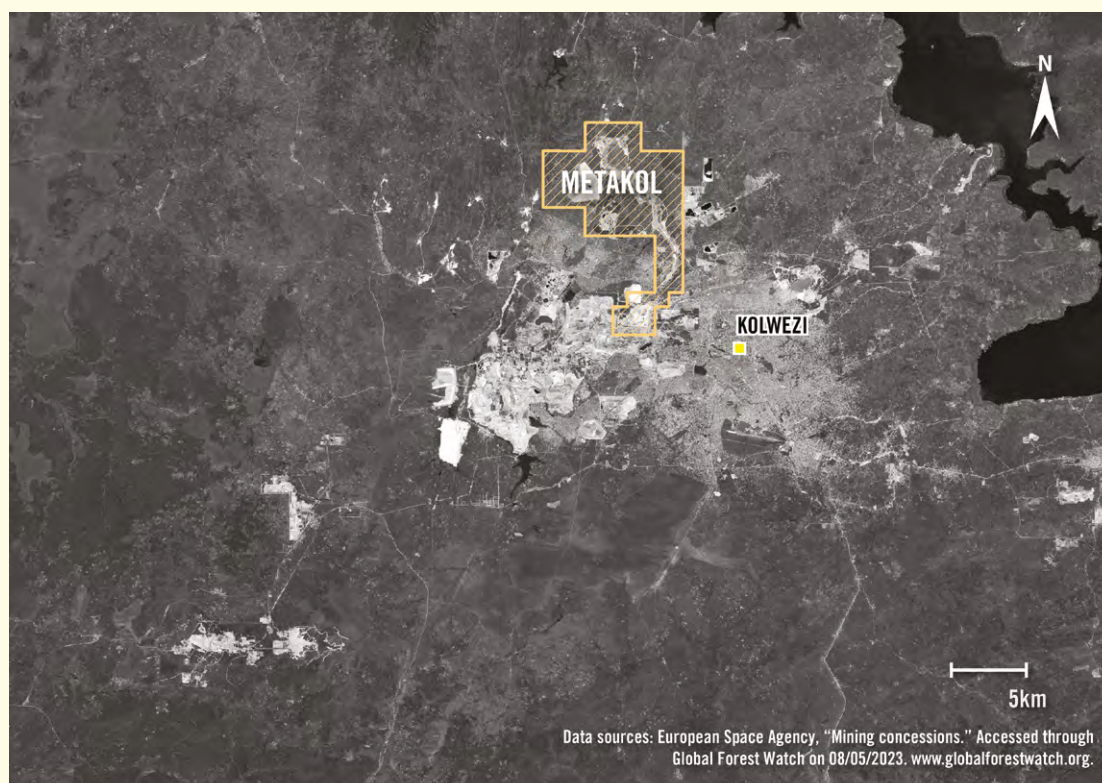 N
METAKOL
KOLWEZI
5km
Data sources: European Space Agency, “Mining concessions.” Accessed through
Global Forest Watch on 08/05/2023. www.globalforestwatch.org.